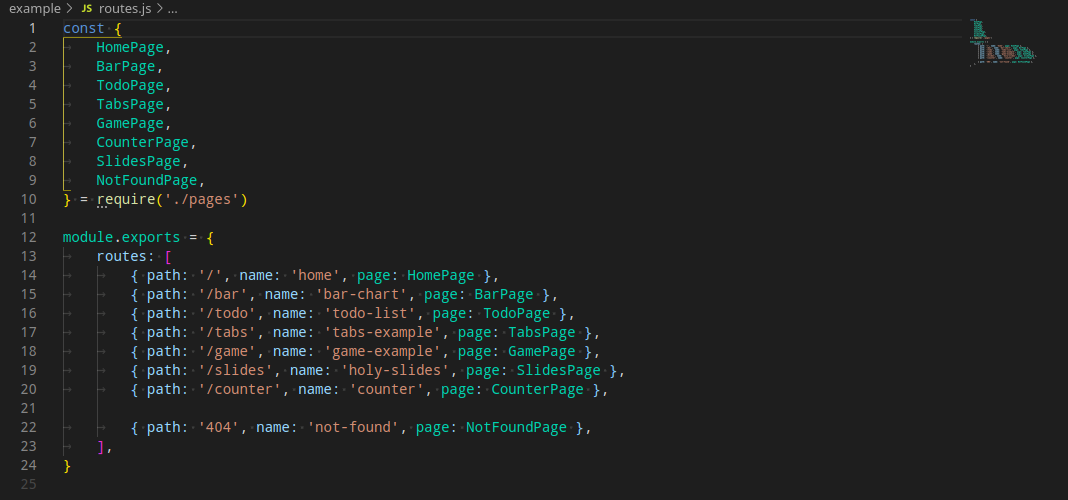 example > JS routes.js > ...
1 const {
2 HomePage,
3 BarPage,
4 TodoPage,
5 TabsPage,
6 GamePage,
7 CounterPage,
8 SlidesPage,
9 NotFoundPage,
10 } = require('./pages')
11
12 module.exports = {
13 routes: [
14 { path: '/', name: 'home', page: HomePage },
15 { path: '/bar', name: 'bar-chart', page: BarPage },
16 { path: '/todo', name: 'todo-list', page: TodoPage },
17 { path: '/tabs', name: 'tabs-example', page: TabsPage },
18 { path: '/game', name: 'game-example', page: GamePage },
19 { path: '/slides', name: 'holy-slides', page: SlidesPage },
20 { path: '/counter', name: 'counter', page: CounterPage },
21
22 { path: '404', name: 'not-found', page: NotFoundPage },
23 ],
24 }
25